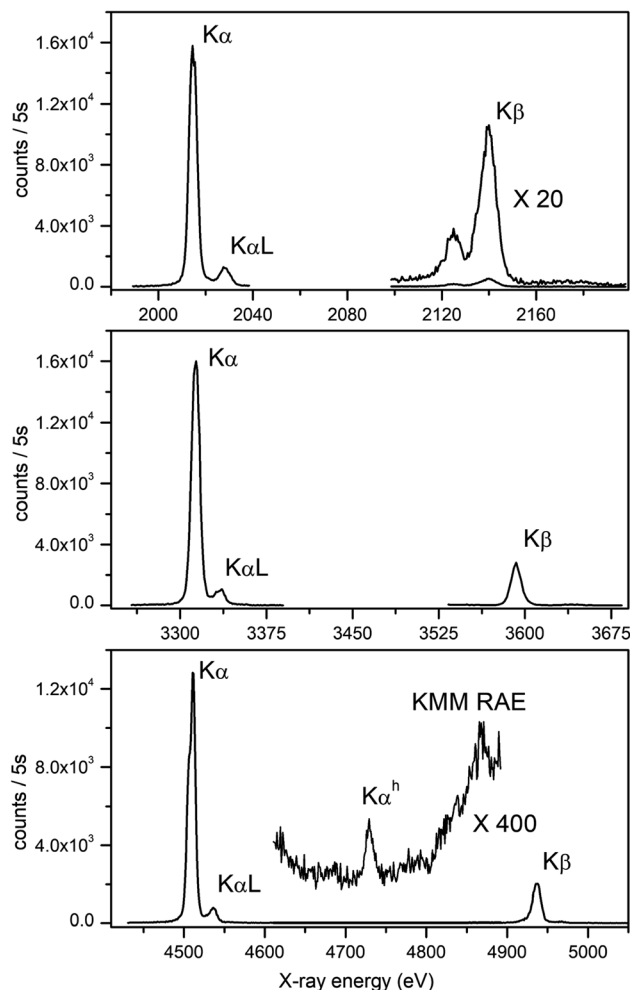 Kα
1.6x10⁴
Kβ
1.2x10⁴
counts / 5s
8.0x10³
X 20
4.0x10³
KαL
0.0
2000 2040 2080 2120 2160
Kα
1.6x10⁴
1.2x10⁴
counts / 5s
8.0x10³
4.0x10³
KαL
Kβ
0.0
3300 3375 3450 3525 3600 3675
Kα
1.2x10⁴
KMM RAE
counts / 5s
8.0x10³
Kαʰ
X 400
4.0x10³
KαL
Kβ
0.0
4500 4600 4700 4800 4900 5000
X-ray energy (eV)